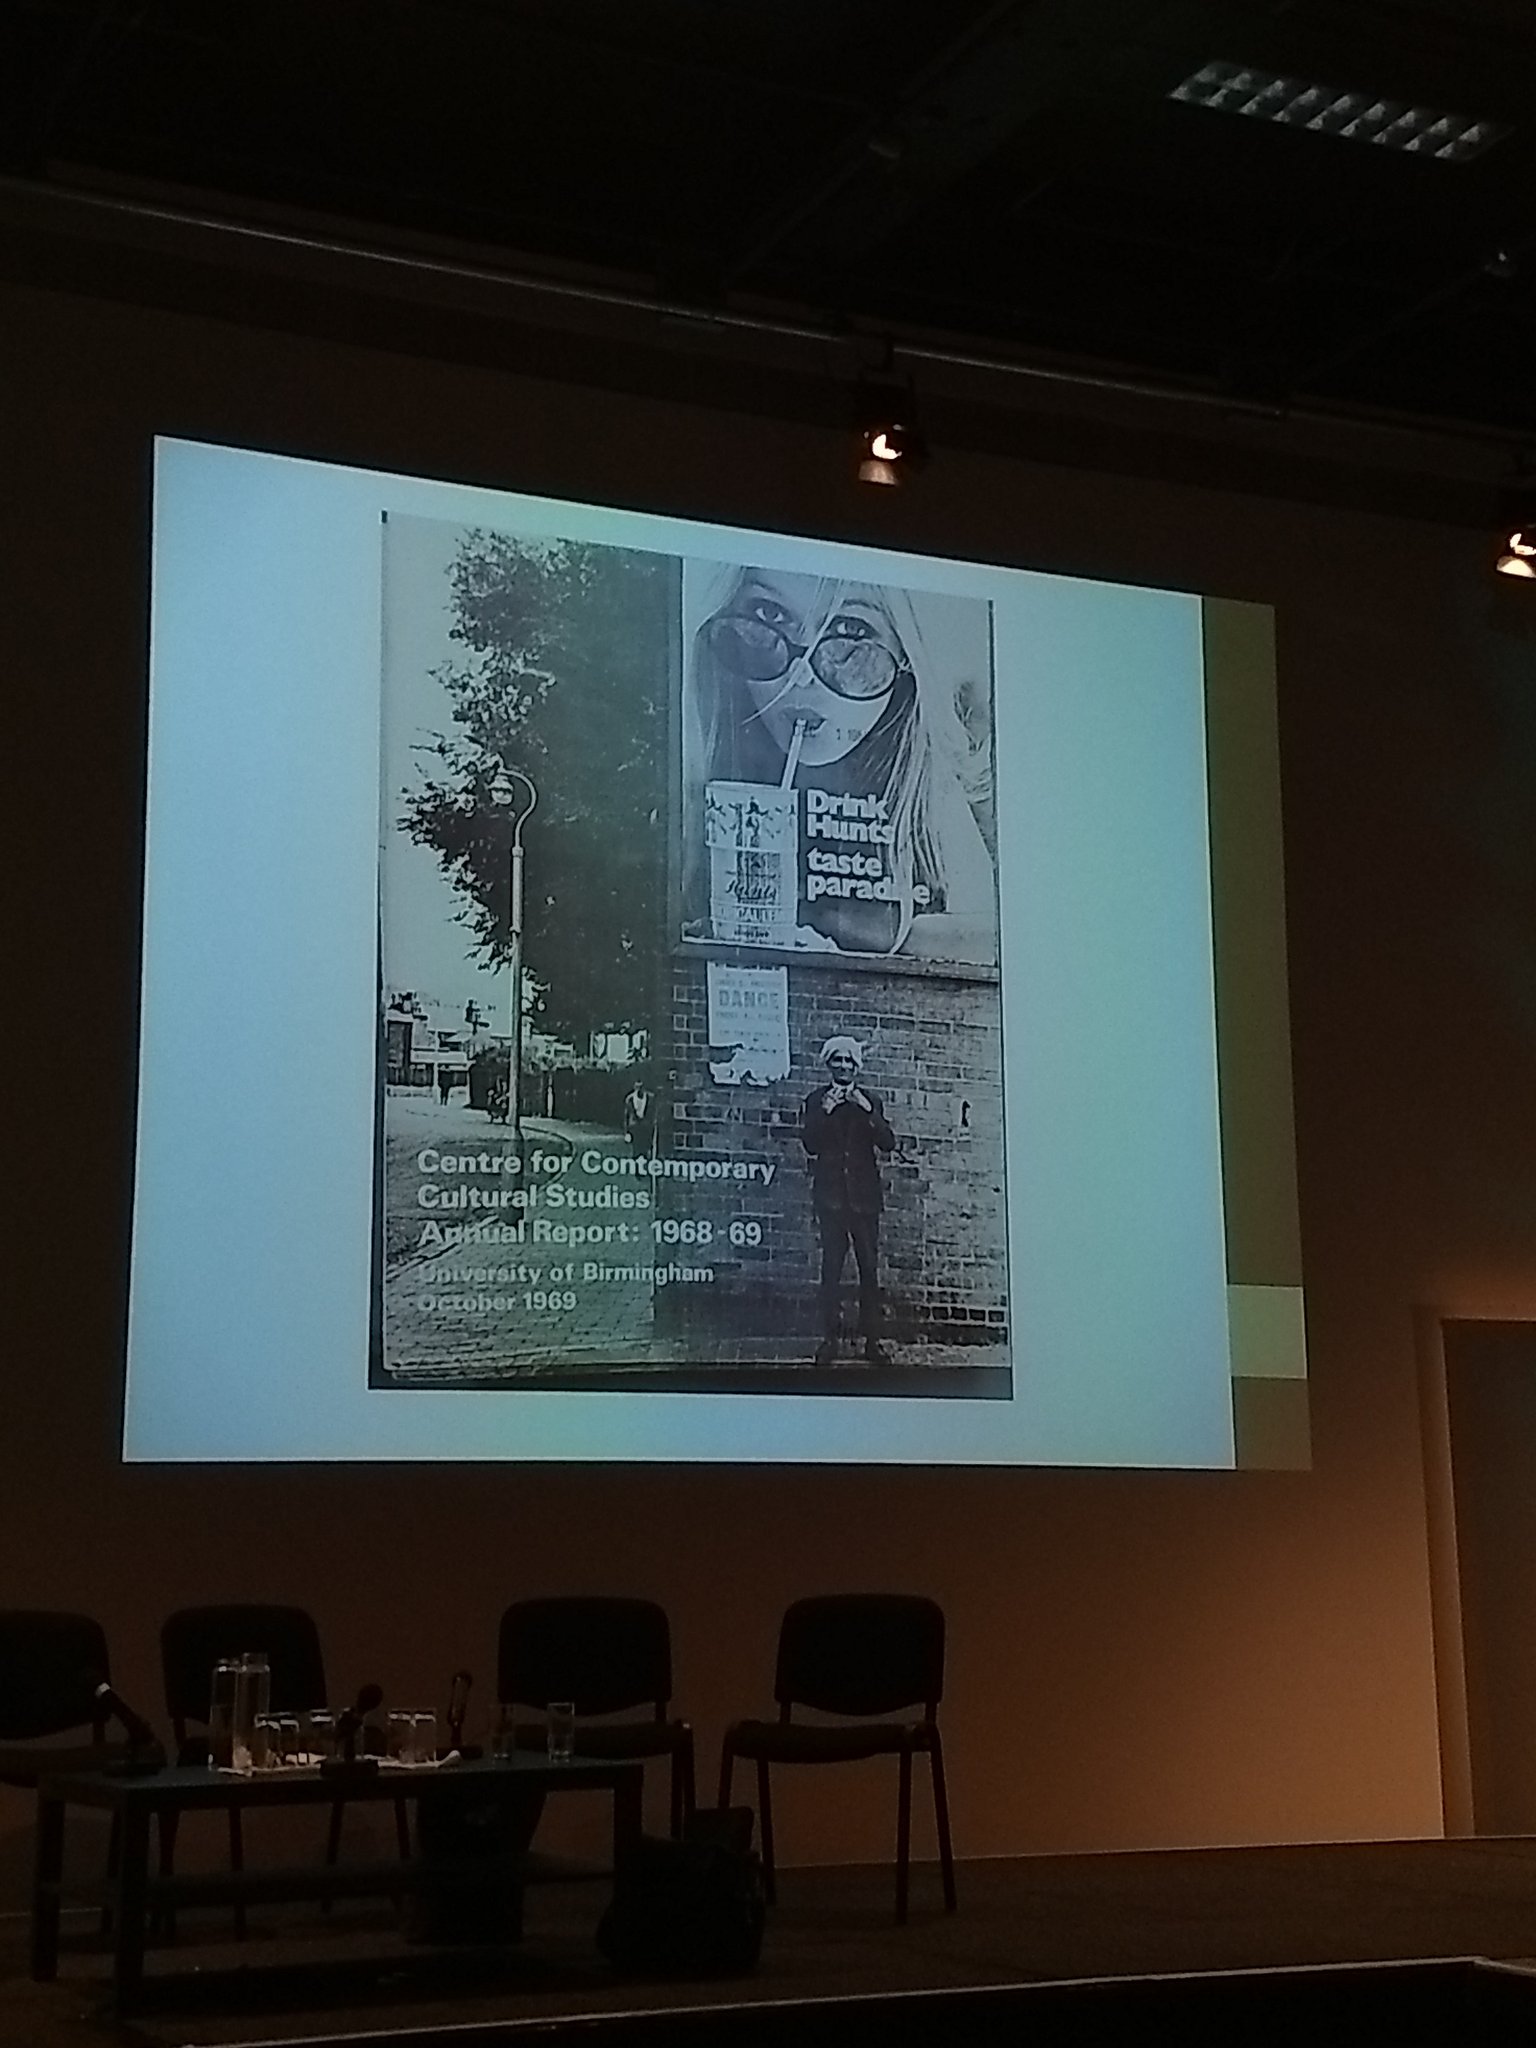 Drink
Hunts
taste
paradise
DANCE
Centre for Contemporary
Cultural Studies
Annual Report: 1968-69
University of Birmingham
October 1969